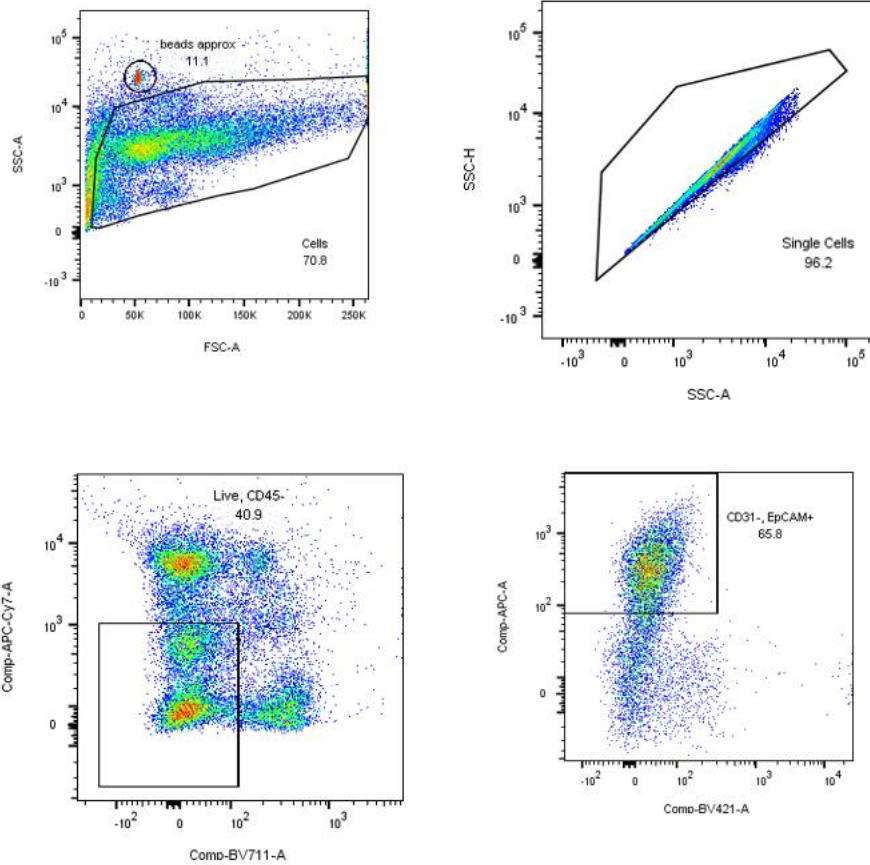 beads approx
11.1
10^5
10^4
10^3
0
-10^3
SSC-A
Cells
70.8
0 50K 100K 150K 200K 250K
FSC-A
10^5
10^4
10^3
0
-10^3
SSC-H
Single Cells
96.2
-10^3 0 10^3 10^4 10^5
SSC-A
Live, CD45-
40.9
10^4
10^3
0
Comp-APC-Cy7-A
-10^2 0 10^2 10^3
Comp-BV711-A
CD31-, EpCAM+
65.8
10^3
10^2
0
Comp-APC-A
-10^2 0 10^2 10^3 10^4
Comp-BV421-A